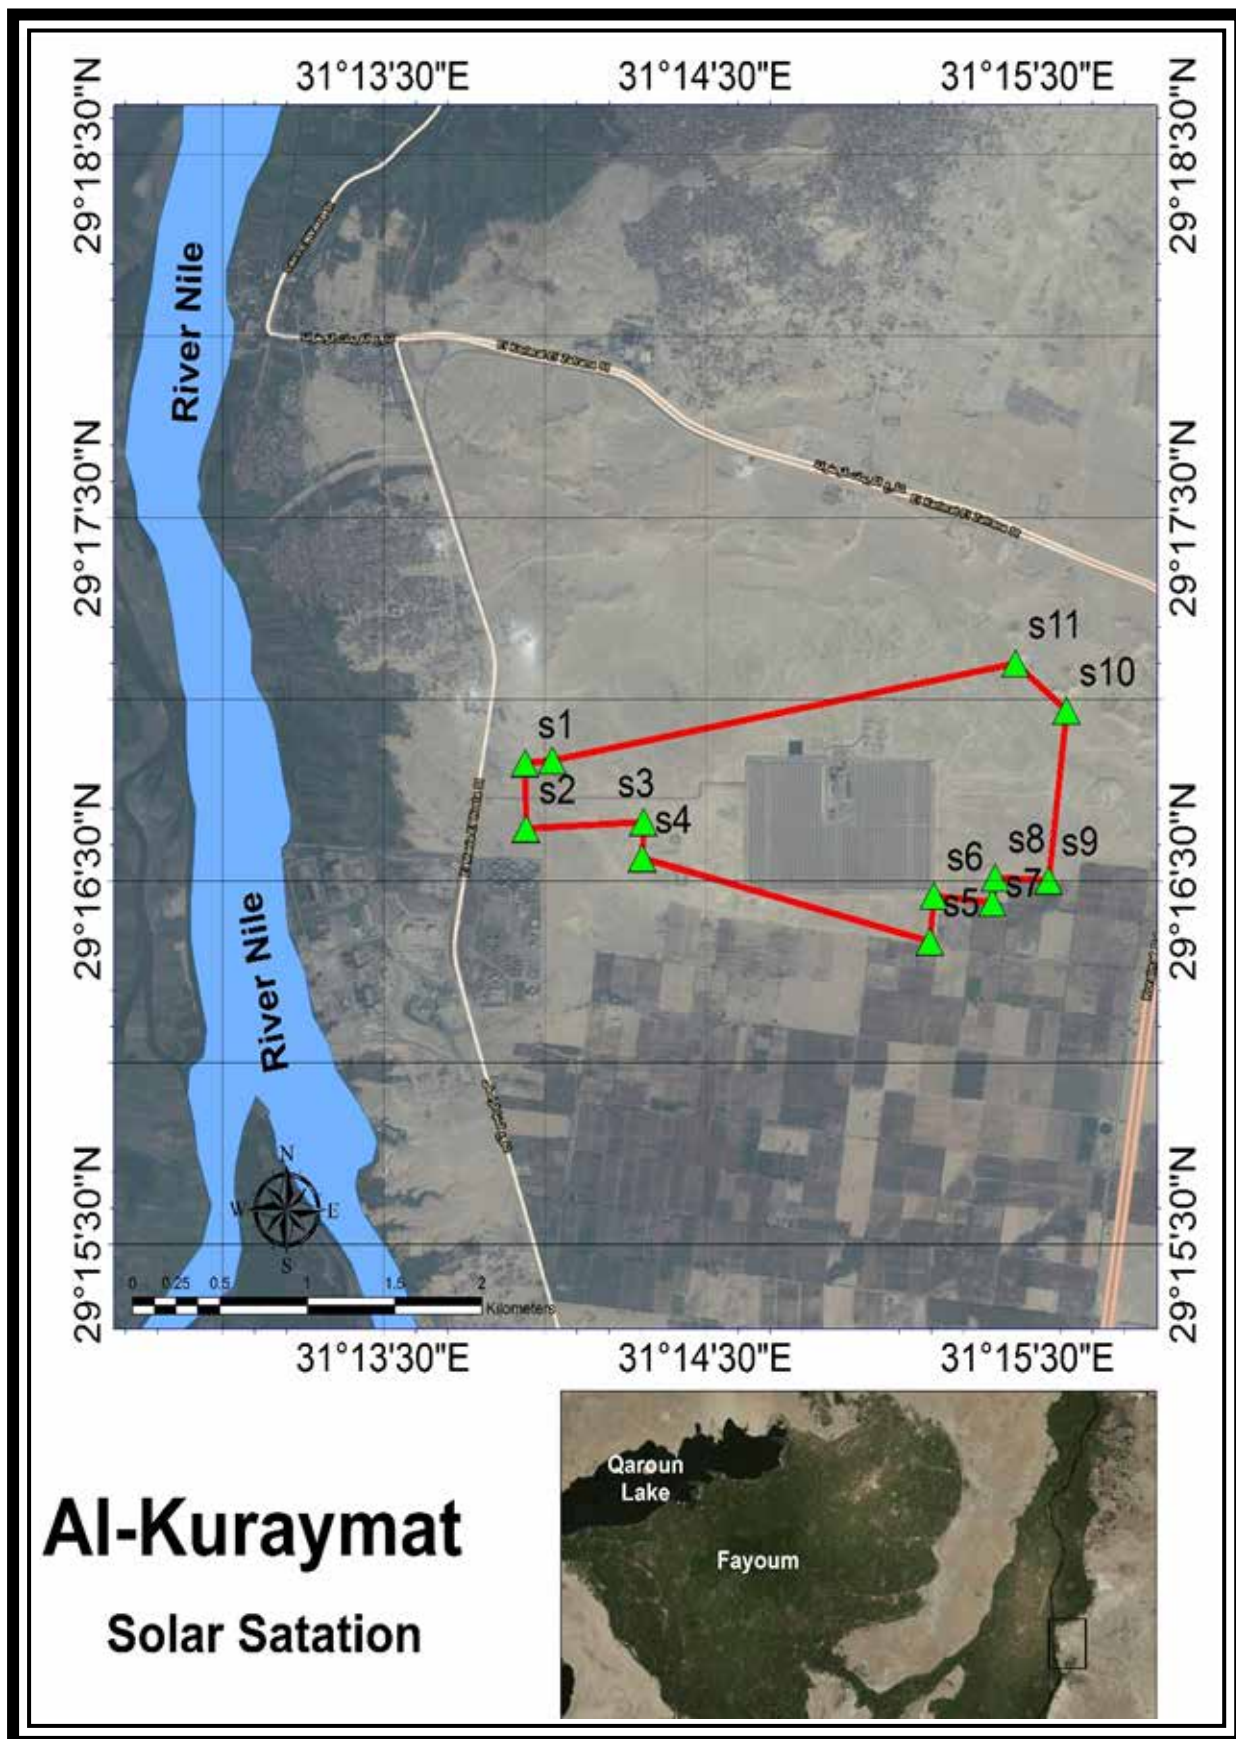 31°13'30"E 31°14'30"E 31°15'30"E
29°18'30"N
29°18'30"N
River Nile
29°17'30"N
29°17'30"N
s11
s10
s1
s2
s3
s4
s6
s8
s9
s5
s7
29°16'30"N
29°16'30"N
River Nile
29°15'30"N
29°15'30"N
N
W E
S
0 0.25 0.5 1 1.5 2
Kilometers
31°13'30"E 31°14'30"E 31°15'30"E
Qaroun
Lake
Fayoum
Al-Kuraymat
Solar Satation